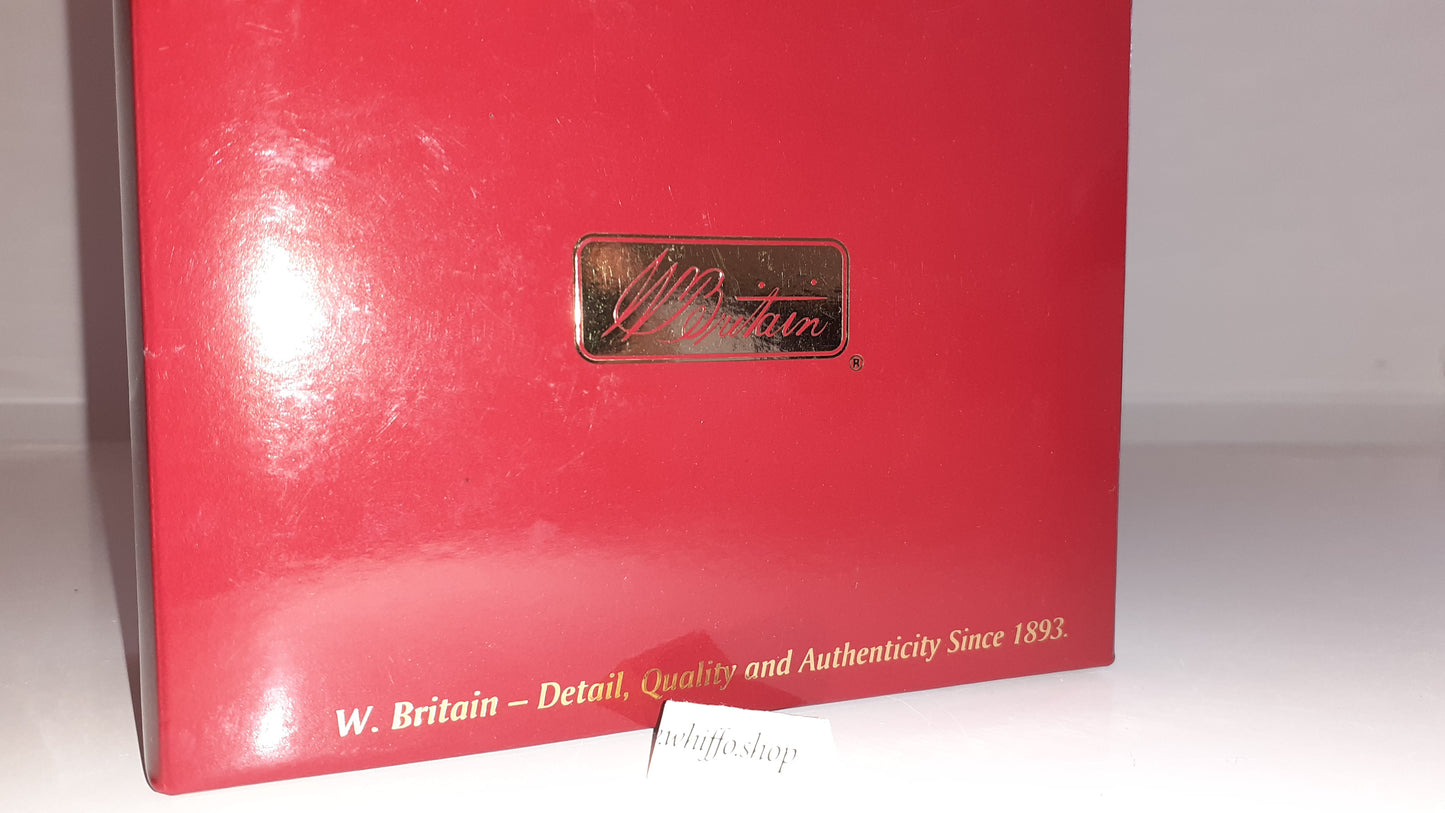 W Britain
®
W. Britain – Detail, Quality and Authenticity Since 1893.
.whiffo.shop